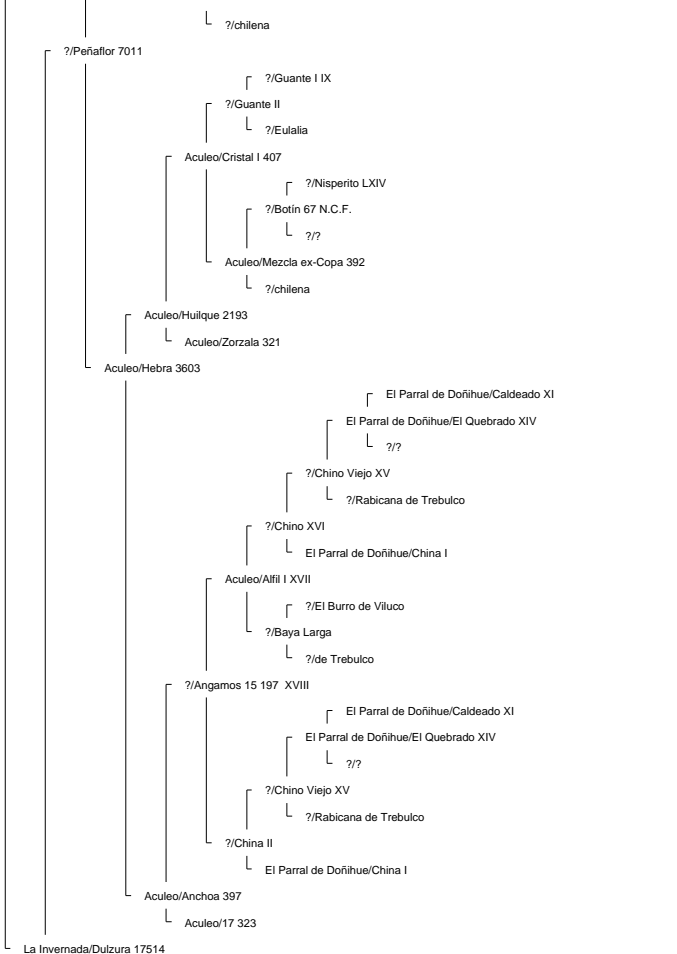 ?/chilena
?/Peñaflor 7011
?/Guante I IX
?/Guante II
?/Eulalia
Aculeo/Cristal I 407
?/Nisperito LXIV
?/Botín 67 N.C.F.
?/?
Aculeo/Mezcla ex-Copa 392
?/chilena
Aculeo/Huilque 2193
Aculeo/Zorzala 321
Aculeo/Hebra 3603
El Parral de Doñihue/Caldeado XI
El Parral de Doñihue/El Quebrado XIV
?/?
?/Chino Viejo XV
?/Rabicana de Trebulco
?/Chino XVI
El Parral de Doñihue/China I
Aculeo/Alfil I XVII
?/El Burro de Viluco
?/Baya Larga
?/de Trebulco
?/Angamos 15 197  XVIII
El Parral de Doñihue/Caldeado XI
El Parral de Doñihue/El Quebrado XIV
?/?
?/Chino Viejo XV
?/Rabicana de Trebulco
?/China II
El Parral de Doñihue/China I
Aculeo/Anchoa 397
Aculeo/17 323
La Invernada/Dulzura 17514